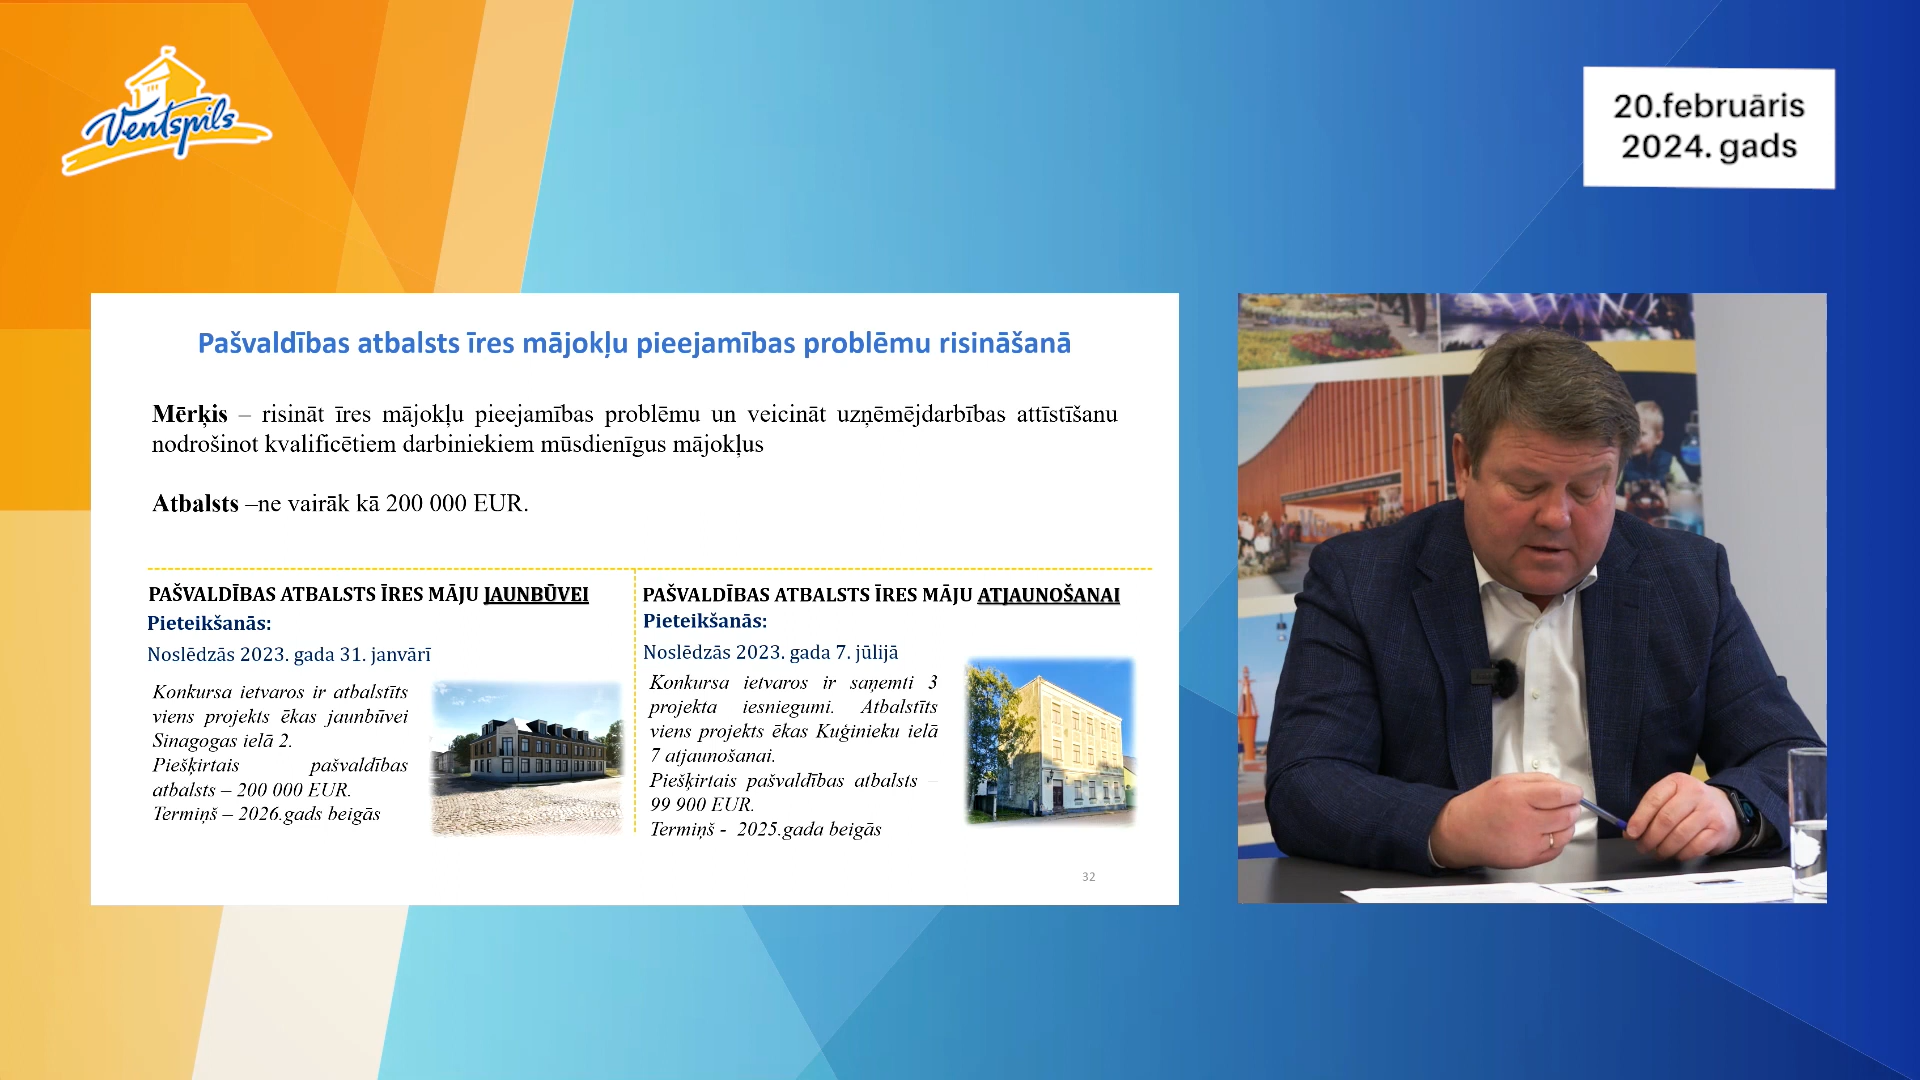 Ventspils
20.februāris
2024. gads
Pašvaldības atbalsts īres mājokļu pieejamības problēmu risināšanā
Mērķis – risināt īres mājokļu pieejamības problēmu un veicināt uzņēmējdarbības attīstīšanu
nodrošinot kvalificētiem darbiniekiem mūsdienīgus mājokļus
Atbalsts –ne vairāk kā 200 000 EUR.
PAŠVALDĪBAS ATBALSTS ĪRES MĀJU JAUNBŪVEI
Pieteikšanās:
Noslēdzās 2023. gada 31. janvārī
Konkursa ietvaros ir atbalstīts
viens projekts ēkas jaunbūvei
Sinagogas ielā 2.
Piešķirtais pašvaldības
atbalsts – 200 000 EUR.
Termiņš – 2026.gads beigās
PAŠVALDĪBAS ATBALSTS ĪRES MĀJU ATJAUNOŠANAI
Pieteikšanās:
Noslēdzās 2023. gada 7. jūlijā
Konkursa ietvaros ir saņemti 3
projekta iesniegumi. Atbalstīts
viens projekts ēkas Kuģinieku ielā
7 atjaunošanai.
Piešķirtais pašvaldības atbalsts –
99 900 EUR.
Termiņš - 2025.gada beigās
32